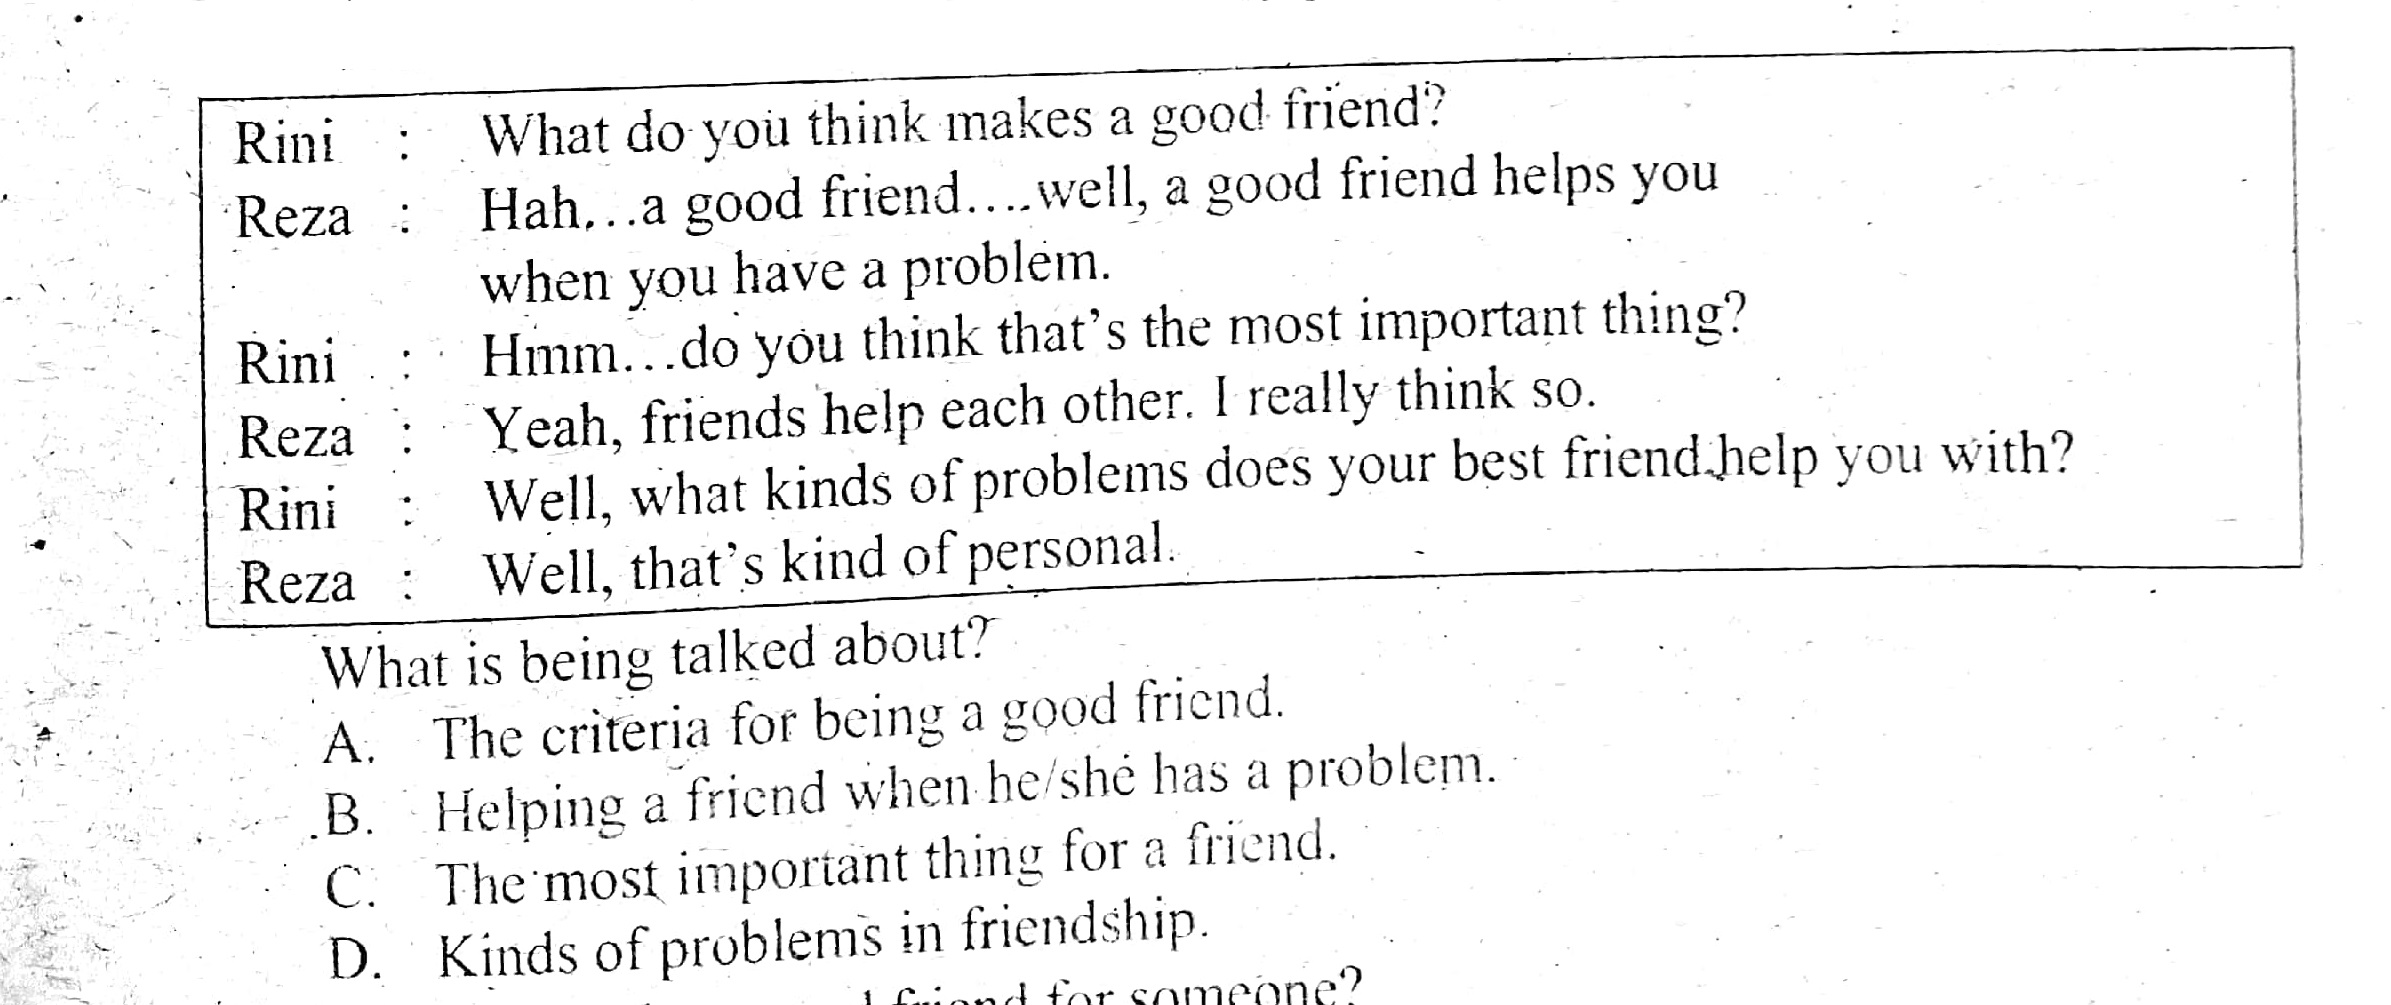 Rini : What do you think makes a good friend?
Reza : Hah...a good friend....well, a good friend helps you
when you have a problem.
Rini : Hmm...do you think that's the most important thing?
Reza : Yeah, friends help each other. I really think so.
Rini : Well, what kinds of problems does your best friend help you with?
Reza : Well, that's kind of personal.
What is being talked about?
A. The criteria for being a good friend.
B. Helping a friend when he/she has a problem.
C. The most important thing for a friend.
D. Kinds of problems in friendship.
friend for someone?